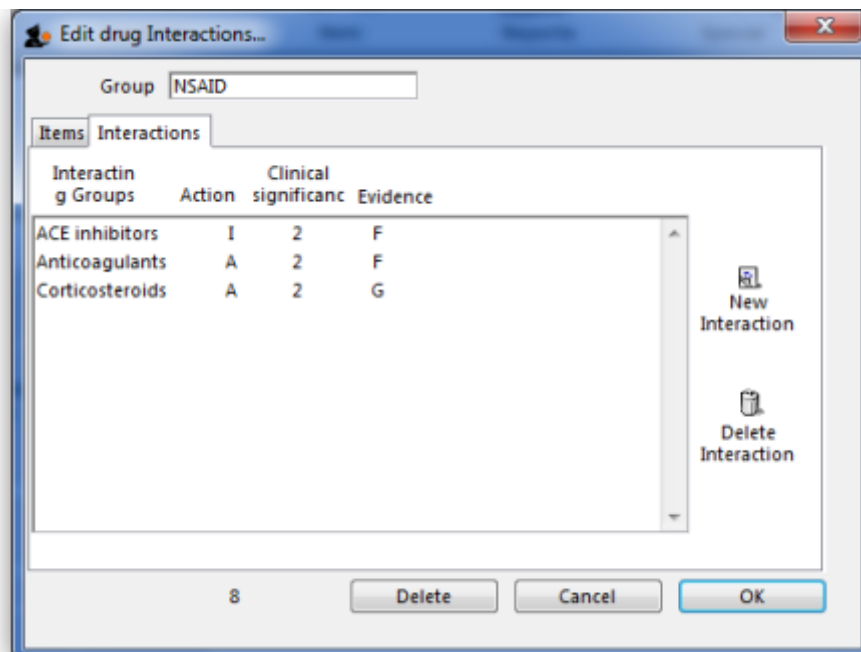 Edit drug Interactions...
Group NSAID
Items Interactions
Interactin Clinical
g Groups Action significanc Evidence
ACE inhibitors I 2 F
Anticoagulants A 2 F
Corticosteroids A 2 G
New
Interaction
Delete
Interaction
8 Delete Cancel OK